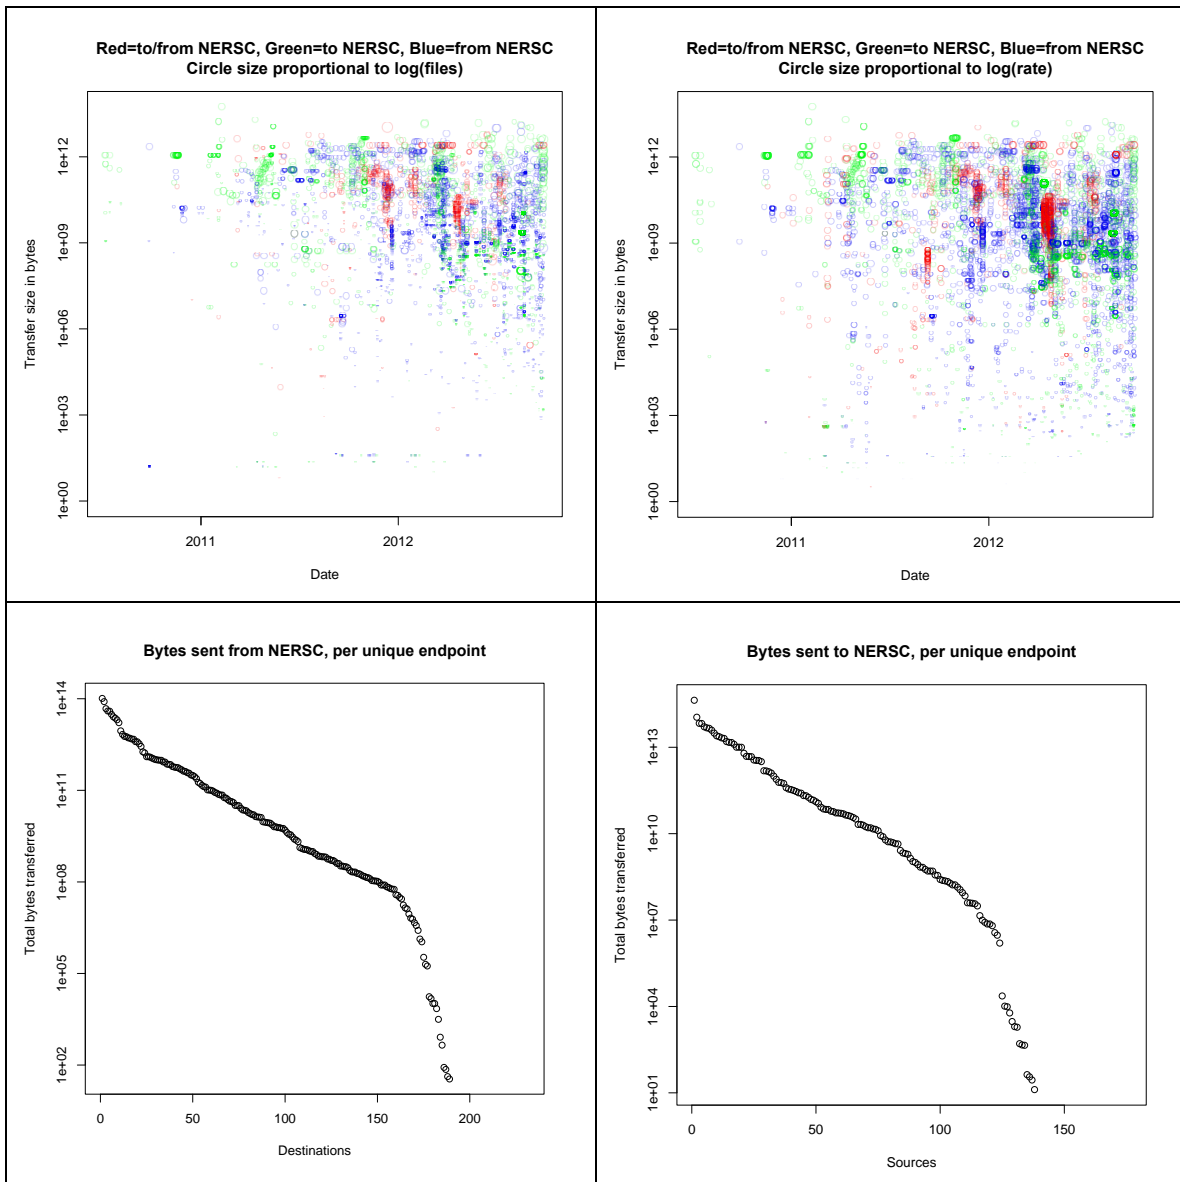 Red=to/from NERSC, Green=to NERSC, Blue=from NERSC
Circle size proportional to log(files)
1e+12
1e+09
1e+06
1e+03
1e+00
Transfer size in bytes
2011
2012
Date
Red=to/from NERSC, Green=to NERSC, Blue=from NERSC
Circle size proportional to log(rate)
1e+12
1e+09
1e+06
1e+03
1e+00
Transfer size in bytes
2011
2012
Date
Bytes sent from NERSC, per unique endpoint
1e+14
1e+11
1e+08
1e+05
1e+02
Total bytes transferred
0
50
100
150
200
Destinations
Bytes sent to NERSC, per unique endpoint
1e+13
1e+10
1e+07
1e+04
1e+01
Total bytes transferred
0
50
100
150
Sources